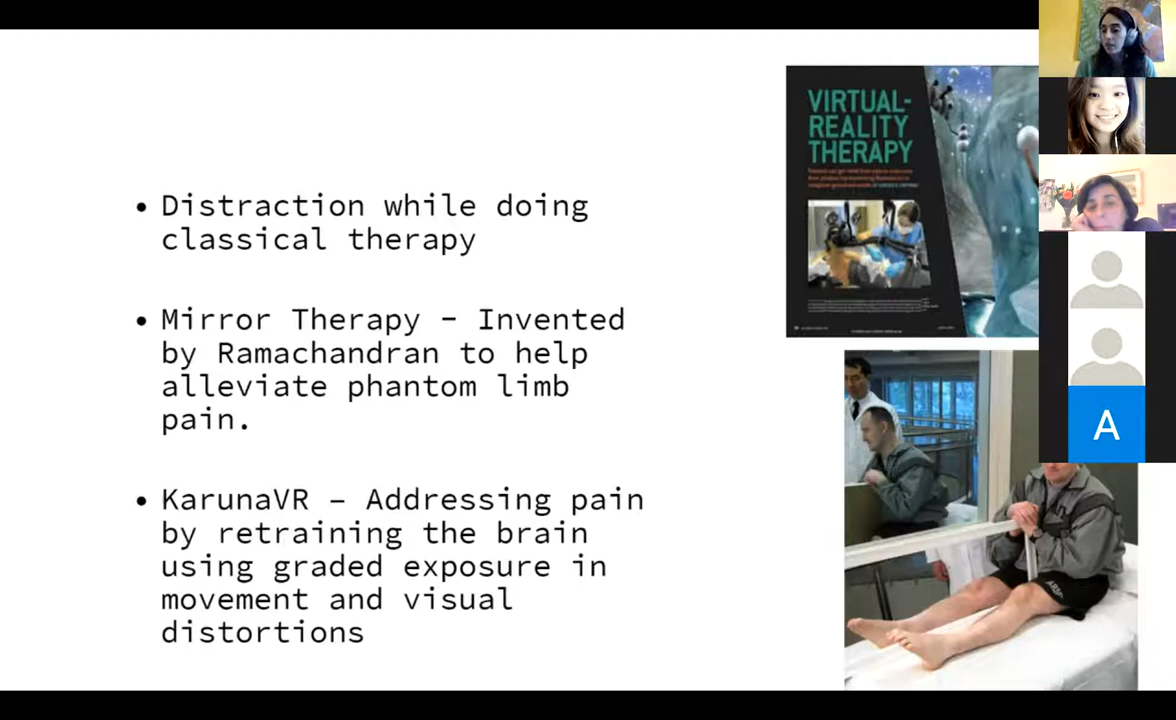 • Distraction while doing
classical therapy
• Mirror Therapy – Invented
by Ramachandran to help
alleviate phantom limb
pain.
• KarunaVR – Addressing pain
by retraining the brain
using graded exposure in
movement and visual
distortions
VIRTUAL-
REALITY
THERAPY
A